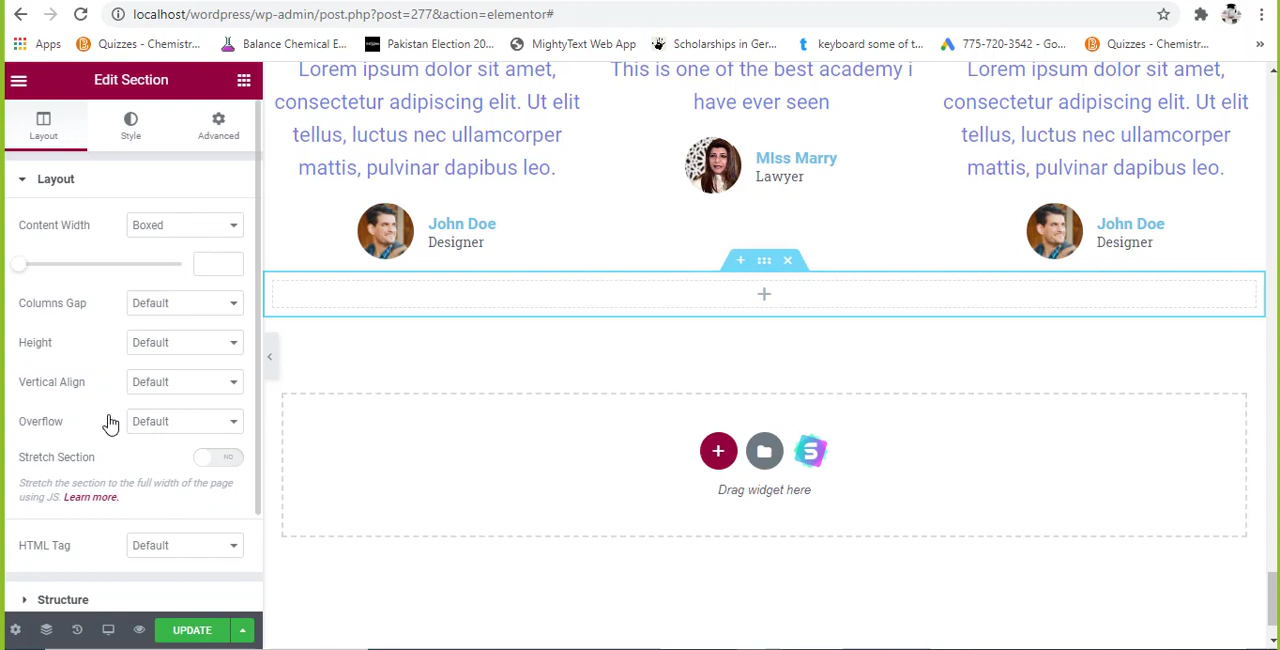 localhost/wordpress/wp-admin/post.php?post=277&action=elementor#
Apps
Quizzes - Chemistr...
Balance Chemical E...
Pakistan Election 20...
MightyText Web App
Scholarships in Ger...
keyboard some of t...
775-720-3542 - Go...
Quizzes - Chemistr...
»
Edit Section
Layout
Style
Advanced
Layout
Content Width
Boxed
Columns Gap
Default
Height
Default
Vertical Align
Default
Overflow
Default
Stretch Section
NO
Stretch the section to the full width of the page
using JS. Learn more.
HTML Tag
Default
Structure
UPDATE
Lorem ipsum dolor sit amet,
consectetur adipiscing elit. Ut elit
tellus, luctus nec ullamcorper
mattis, pulvinar dapibus leo.
John Doe
Designer
This is one of the best academy i
have ever seen
MIss Marry
Lawyer
Lorem ipsum dolor sit amet,
consectetur adipiscing elit. Ut elit
tellus, luctus nec ullamcorper
mattis, pulvinar dapibus leo.
John Doe
Designer
Drag widget here